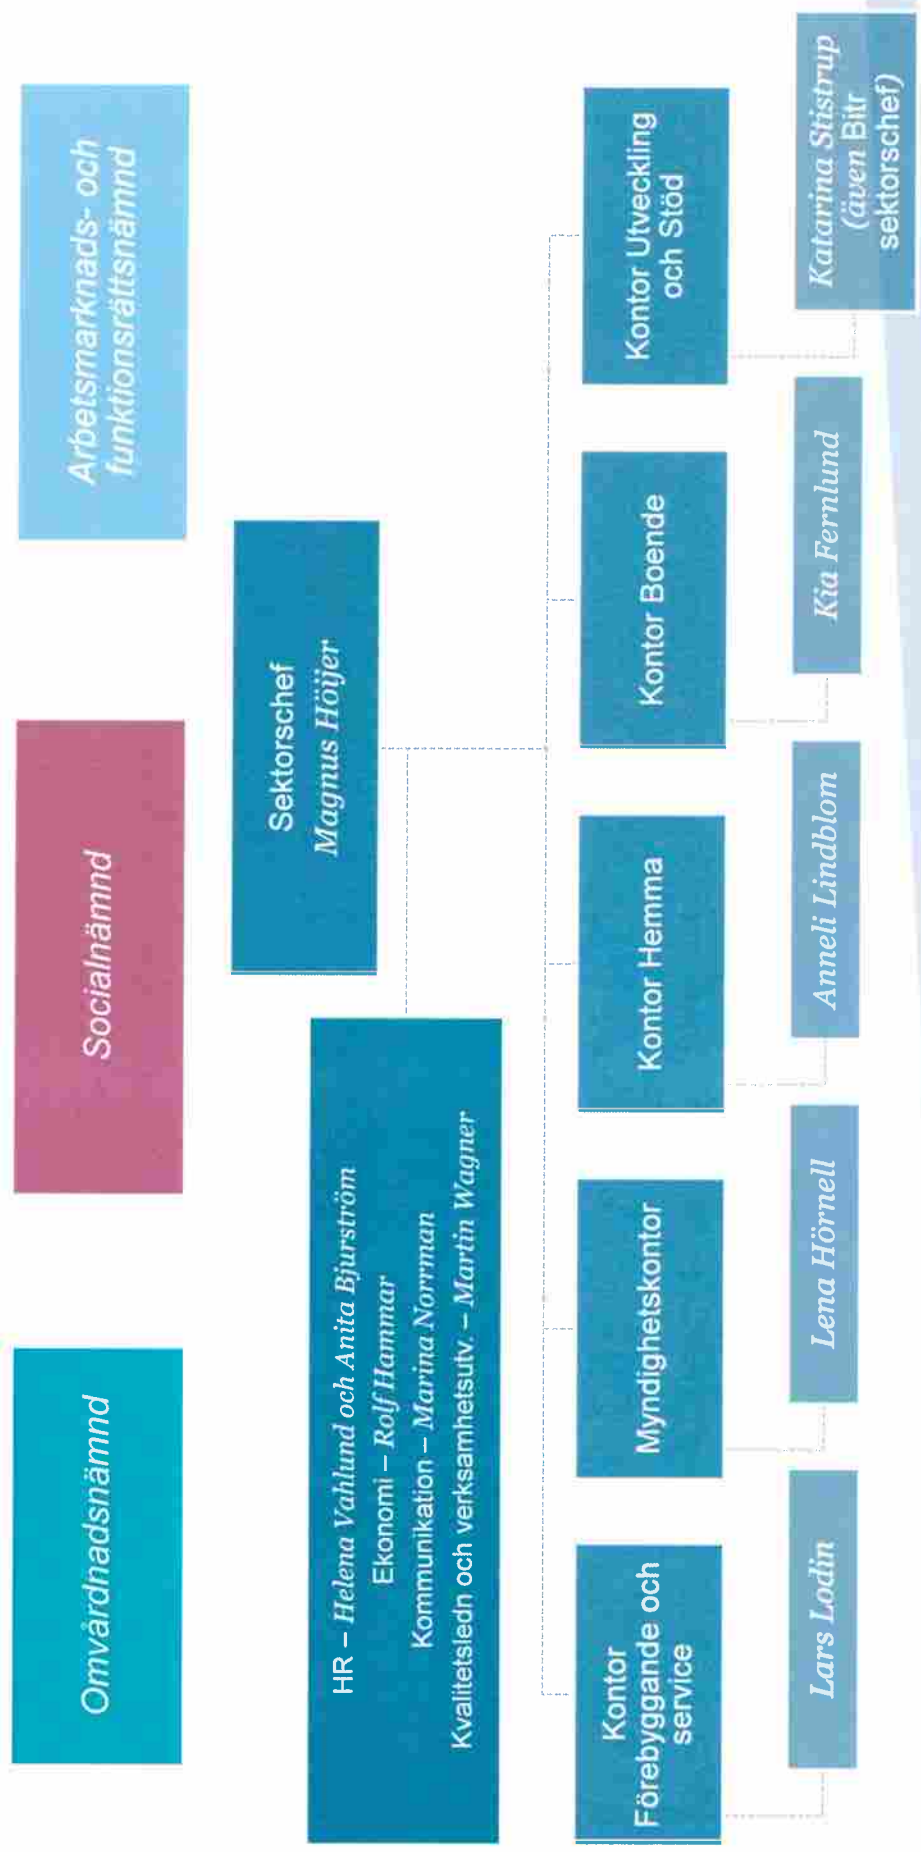 Omvårdnadsnämnd
Socialnämnd
Arbetsmarknads- och
funktionsrättsnämnd
Sektorschef
Magnus Höijer
HR – Helena Vahlund och Anita Bjurström
Ekonomi – Rolf Hammar
Kommunikation – Marina Norrman
Kvalitetsledn och verksamhetsutv. – Martin Wagner
Kontor
Förebyggande och
service
Myndighetskontor
Kontor Hemma
Kontor Boende
Kontor Utveckling
och Stöd
Lars Lodin
Lena Hörnell
Anneli Lindblom
Kia Fernlund
Katarina Stistrup
(även Bitr
sektorschef)